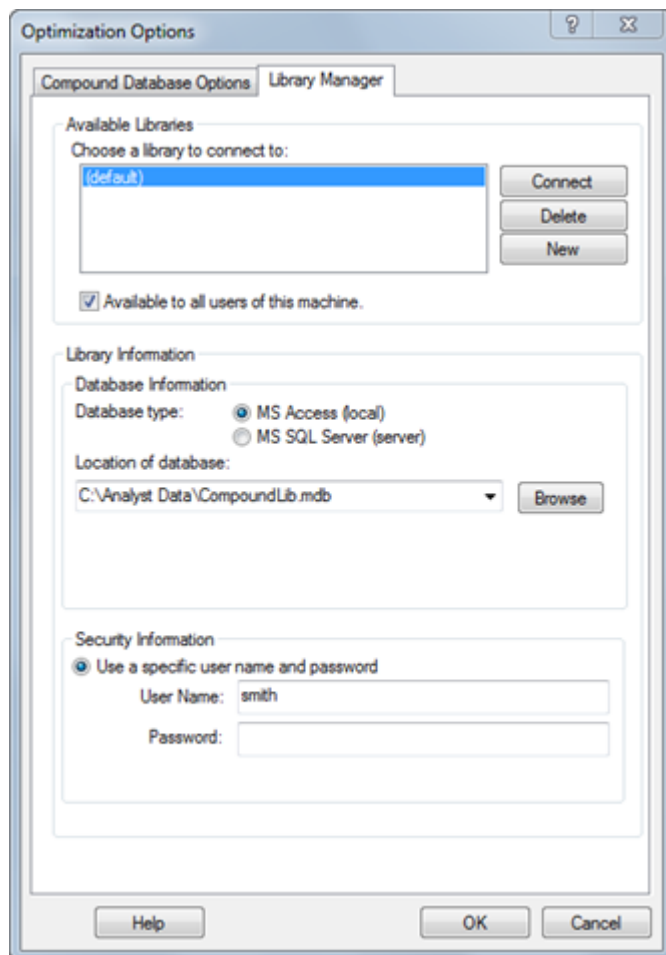 Optimization Options
Compound Database Options Library Manager
Available Libraries
Choose a library to connect to:
(default)
Connect
Delete
New
Available to all users of this machine.
Library Information
Database Information
Database type: MS Access (local)
MS SQL Server (server)
Location of database:
C:\Analyst Data\CompoundLib.mdb Browse
Security Information
Use a specific user name and password
User Name: smith
Password:
Help OK Cancel